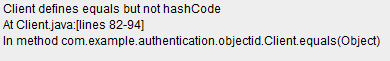 Client defines equals but not hashCode
At Client.java:[lines 82-94]
In method com.example.authentication.objectid.Client.equals(Object)